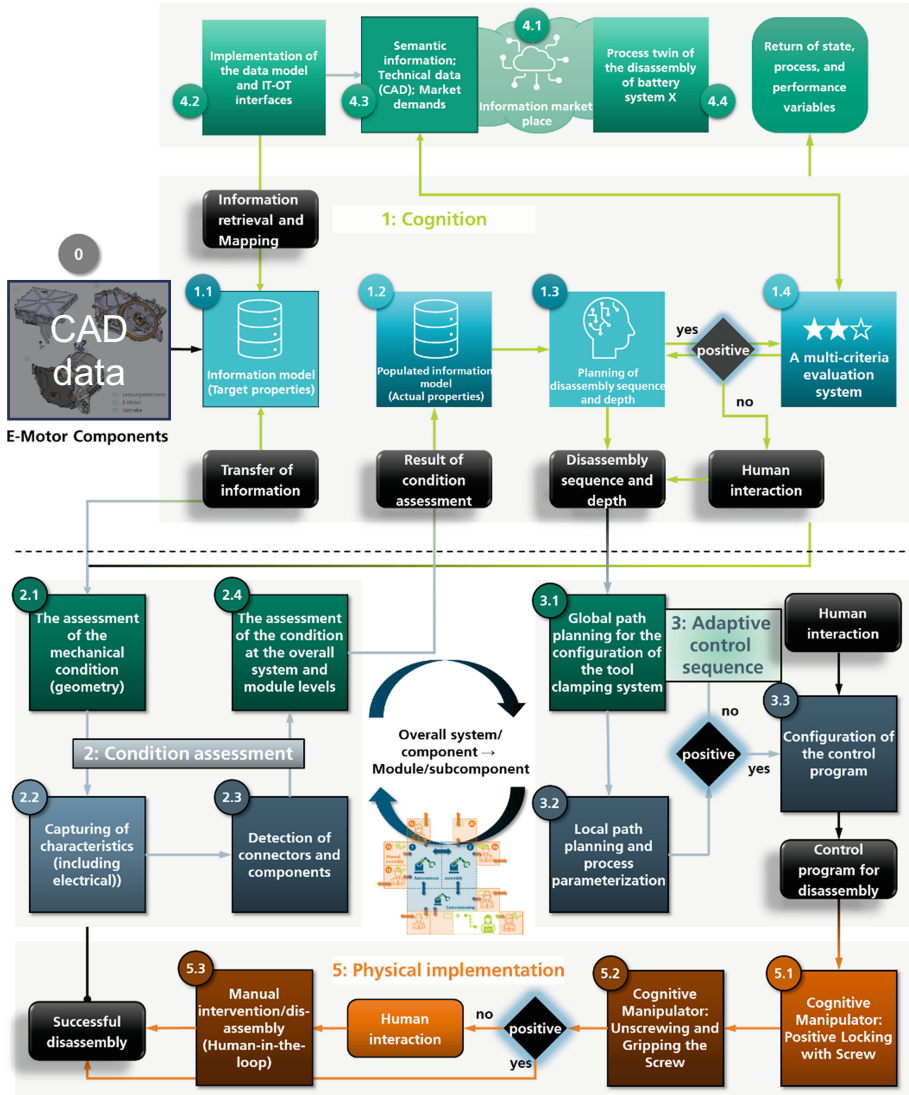 4.1
Implementation of
the data model
and IT-OT
interfaces
4.2
Semantic
information;
Technical data
(CAD); Market
demands
4.3
Information market
place
Process twin of
the disassembly
of battery
system X
4.4
Return of state,
process, and
performance
variables
Information
retrieval and
Mapping
1: Cognition
0
CAD
data
E-Motor
Getriebe
E-Motor Components
1.1
Information model
(Target properties)
1.2
Populated information
model
(Actual properties)
1.3
Planning of
disassembly sequence
and depth
yes
positive
no
1.4
A multi-criteria
evaluation
system
Transfer of
information
Result of
condition
assessment
Disassembly
sequence and
depth
Human
interaction
2.1
The assessment
of the
mechanical
condition
(geometry)
2.4
The assessment
of the condition
at the overall
system and
module levels
2: Condition assessment
2.2
Capturing of
characteristics
(including
electrical))
2.3
Detection of
connectors and
components
Overall system/
component →
Module/subcomponent
Autonomous
assembly
Commissioning
3.1
Global path
planning for the
configuration of
the tool
clamping system
3: Adaptive
control
sequence
Human
interaction
no
positive
yes
3.3
Configuration of
the control
program
3.2
Local path
planning and
process
parameterization
Control
program for
disassembly
5: Physical implementation
Successful
disassembly
5.3
Manual
intervention/dis-
assembly
(Human-in-the-
loop)
Human
interaction
no
positive
yes
5.2
Cognitive
Manipulator:
Unscrewing and
Gripping the
Screw
5.1
Cognitive
Manipulator:
Positive Locking
with Screw